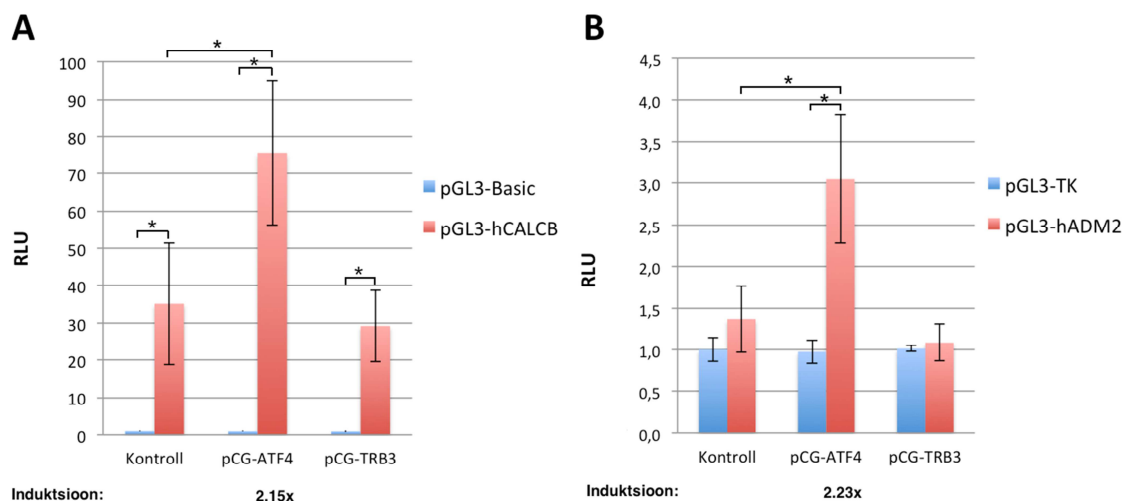 A
*
*
*
*
RLU
100
90
80
70
60
50
40
30
20
10
0
Kontroll pCG-ATF4 pCG-TRB3
pGL3-Basic
pGL3-hCALCB
Induktsioon: 2.15x
B
*
*
RLU
4,5
4,0
3,5
3,0
2,5
2,0
1,5
1,0
0,5
0,0
Kontroll pCG-ATF4 pCG-TRB3
pGL3-TK
pGL3-hADM2
Induktsioon: 2.23x